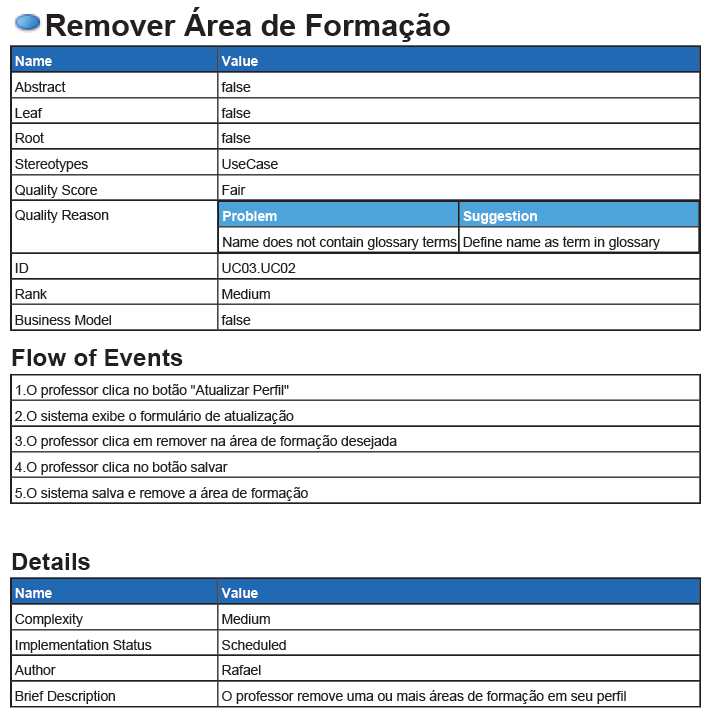 Remover Área de Formação
Name Value
Abstract false
Leaf false
Root false
Stereotypes UseCase
Quality Score Fair
Quality Reason Problem Suggestion
Name does not contain glossary terms Define name as term in glossary
ID UC03.UC02
Rank Medium
Business Model false
Flow of Events
1.O professor clica no botão "Atualizar Perfil"
2.O sistema exibe o formulário de atualização
3.O professor clica em remover na área de formação desejada
4.O professor clica no botão salvar
5.O sistema salva e remove a área de formação
Details
Name Value
Complexity Medium
Implementation Status Scheduled
Author Rafael
Brief Description O professor remove uma ou mais áreas de formação em seu perfil